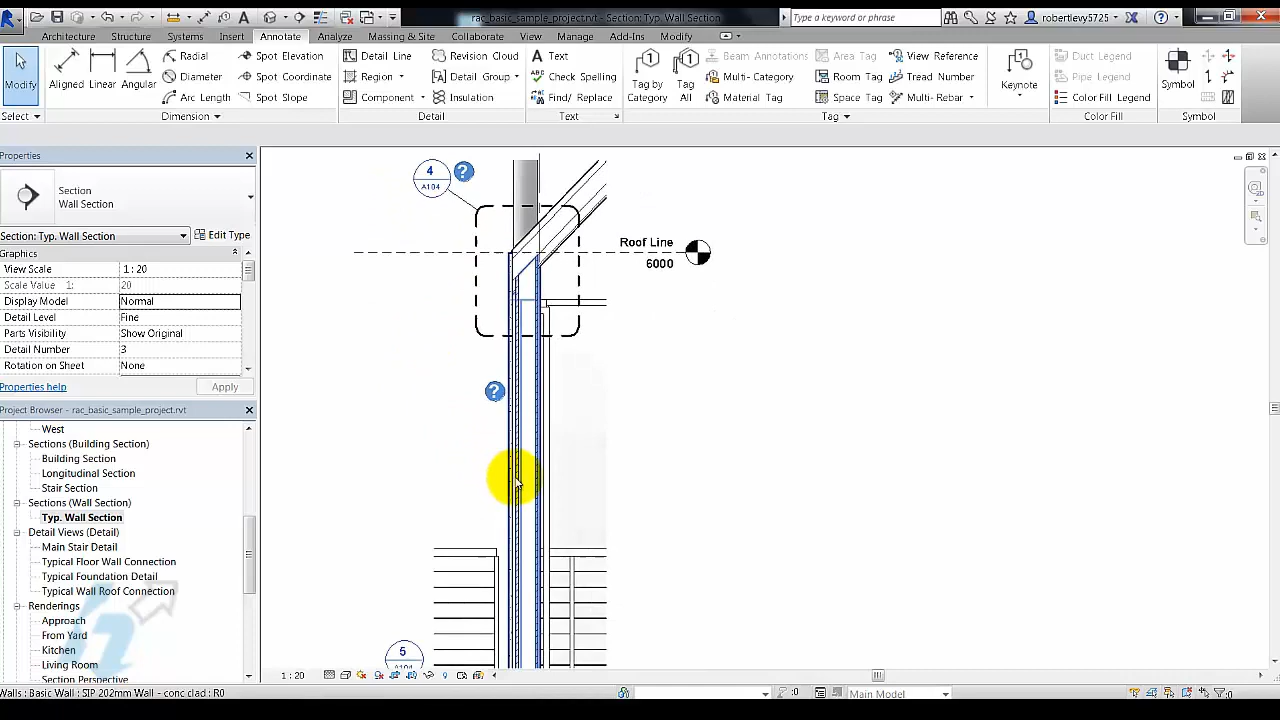 rac_basic_sample_project.rvt - Section: Typ. Wall Section
Type a keyword or phrase
robertlevy5725
Architecture Structure Systems Insert Annotate Analyze Massing & Site Collaborate View Manage Add-Ins Modify
Modify
Select
Aligned Linear Angular
Radial
Diameter
Arc Length
Spot Elevation
Spot Coordinate
Spot Slope
Dimension
Detail Line
Region
Component
Revision Cloud
Detail Group
Insulation
Detail
Text
Check Spelling
Find/ Replace
Text
Tag by Category
Tag All
Beam Annotations
Multi- Category
Material Tag
Area Tag
Room Tag
Space Tag
View Reference
Tread Number
Multi- Rebar
Tag
Keynote
Duct Legend
Pipe Legend
Color Fill Legend
Color Fill
Symbol
Symbol
Properties
Section
Wall Section
Section: Typ. Wall Section
Edit Type
Graphics
View Scale 1 : 20
Scale Value 1: 20
Display Model Normal
Detail Level Fine
Parts Visibility Show Original
Detail Number 3
Rotation on Sheet None
Properties help
Apply
Project Browser - rac_basic_sample_project.rvt
West
Sections (Building Section)
Building Section
Longitudinal Section
Stair Section
Sections (Wall Section)
Typ. Wall Section
Detail Views (Detail)
Main Stair Detail
Typical Floor Wall Connection
Typical Foundation Detail
Typical Wall Roof Connection
Renderings
Approach
From Yard
Kitchen
Living Room
Section Perspective
4
A104
Roof Line
6000
5
A104
1 : 20
Walls : Basic Wall : SIP 202mm Wall - conc clad : R0
:0
Main Model
:0